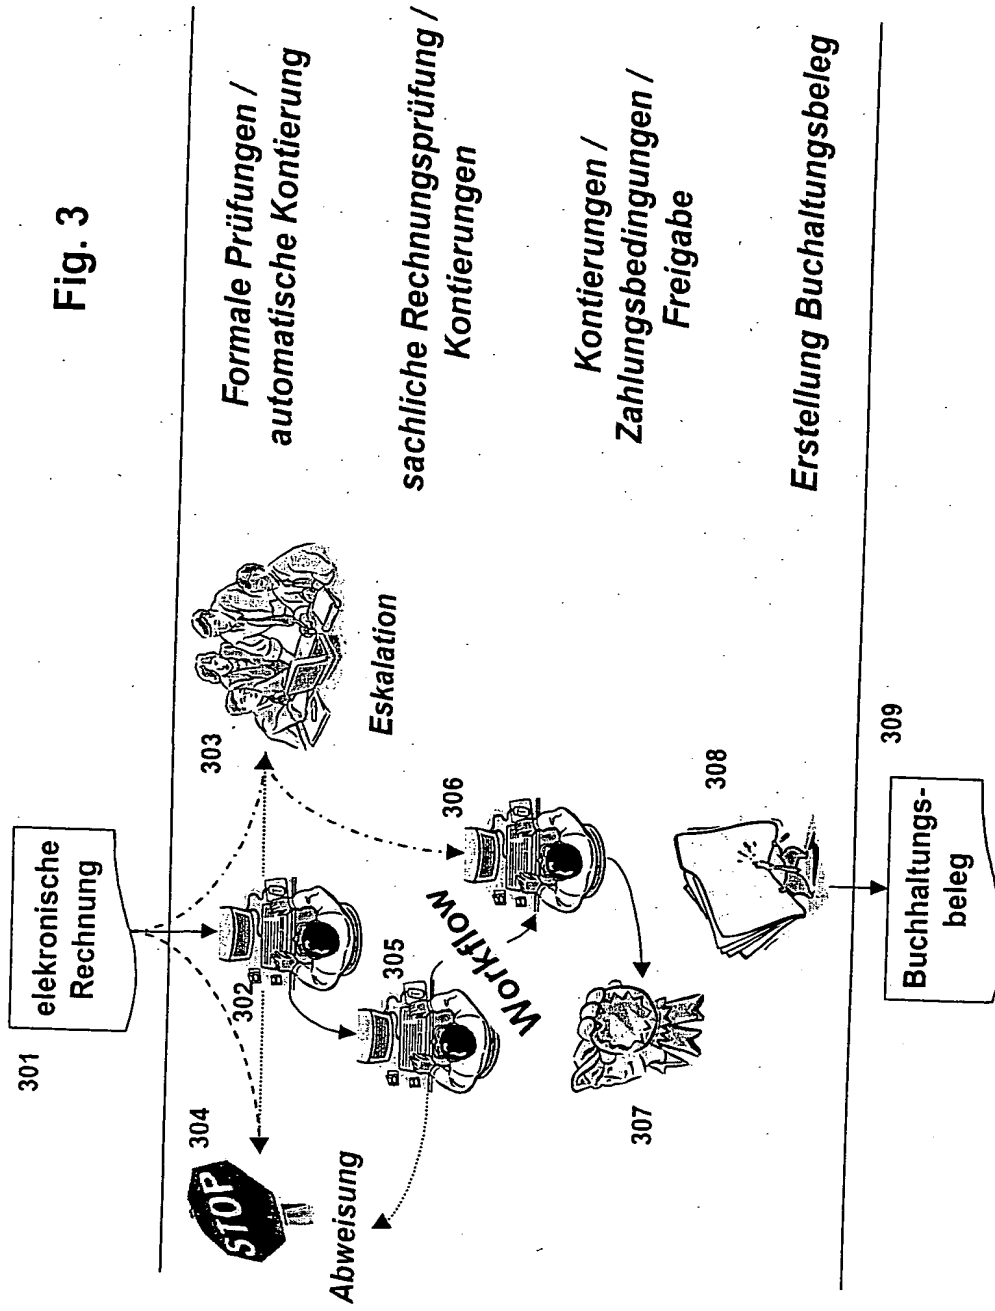 Fig. 3
301
elekronische
Rechnung
304
STOP
Abweisung
302
303
Eskalation
Formale Prüfungen /
automatische Kontierung
305
Workflow
306
sachliche Rechnungsprüfung /
Kontierungen
307
Kontierungen /
Zahlungsbedingungen /
Freigabe
308
Erstellung Buchaltungsbeleg
Buchhaltungs-
beleg
309